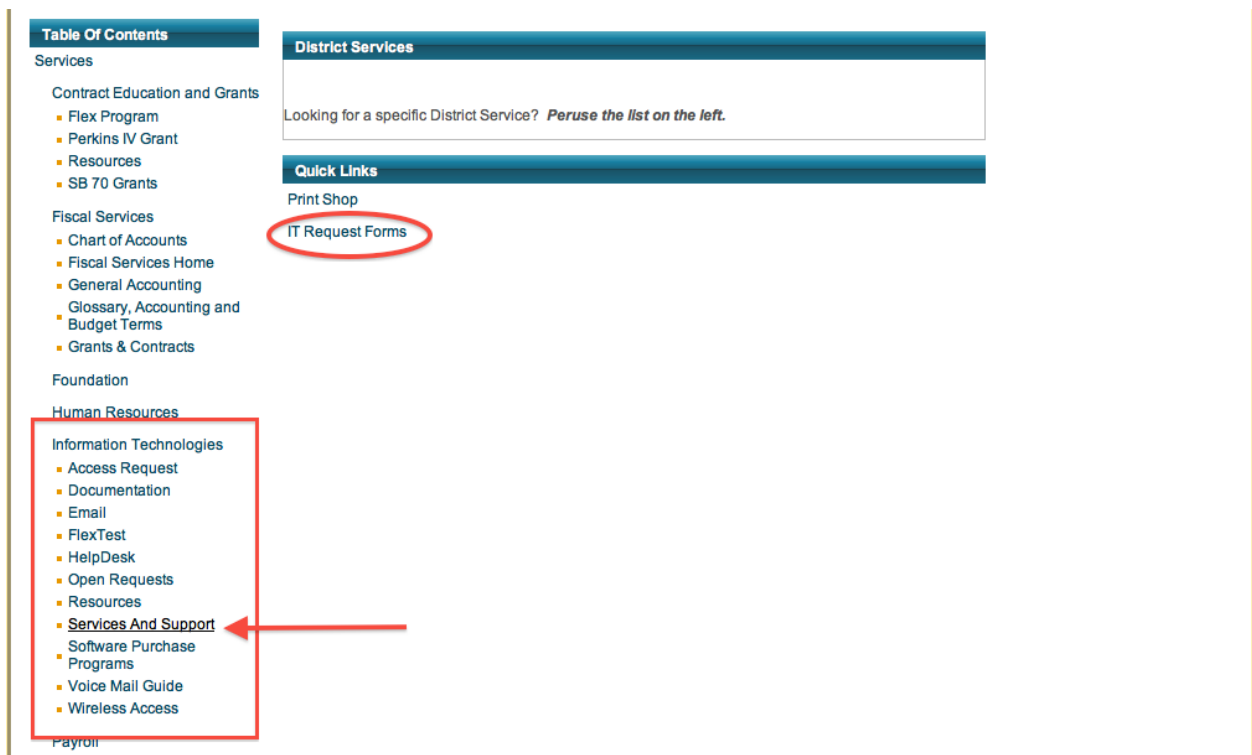 Table Of Contents
Services
Contract Education and Grants
Flex Program
Perkins IV Grant
Resources
SB 70 Grants
Fiscal Services
Chart of Accounts
Fiscal Services Home
General Accounting
Glossary, Accounting and
Budget Terms
Grants & Contracts
Foundation
Human Resources
Information Technologies
Access Request
Documentation
Email
FlexTest
HelpDesk
Open Requests
Resources
Services And Support
Software Purchase
Programs
Voice Mail Guide
Wireless Access
Payroll
District Services
Looking for a specific District Service? Peruse the list on the left.
Quick Links
Print Shop
IT Request Forms